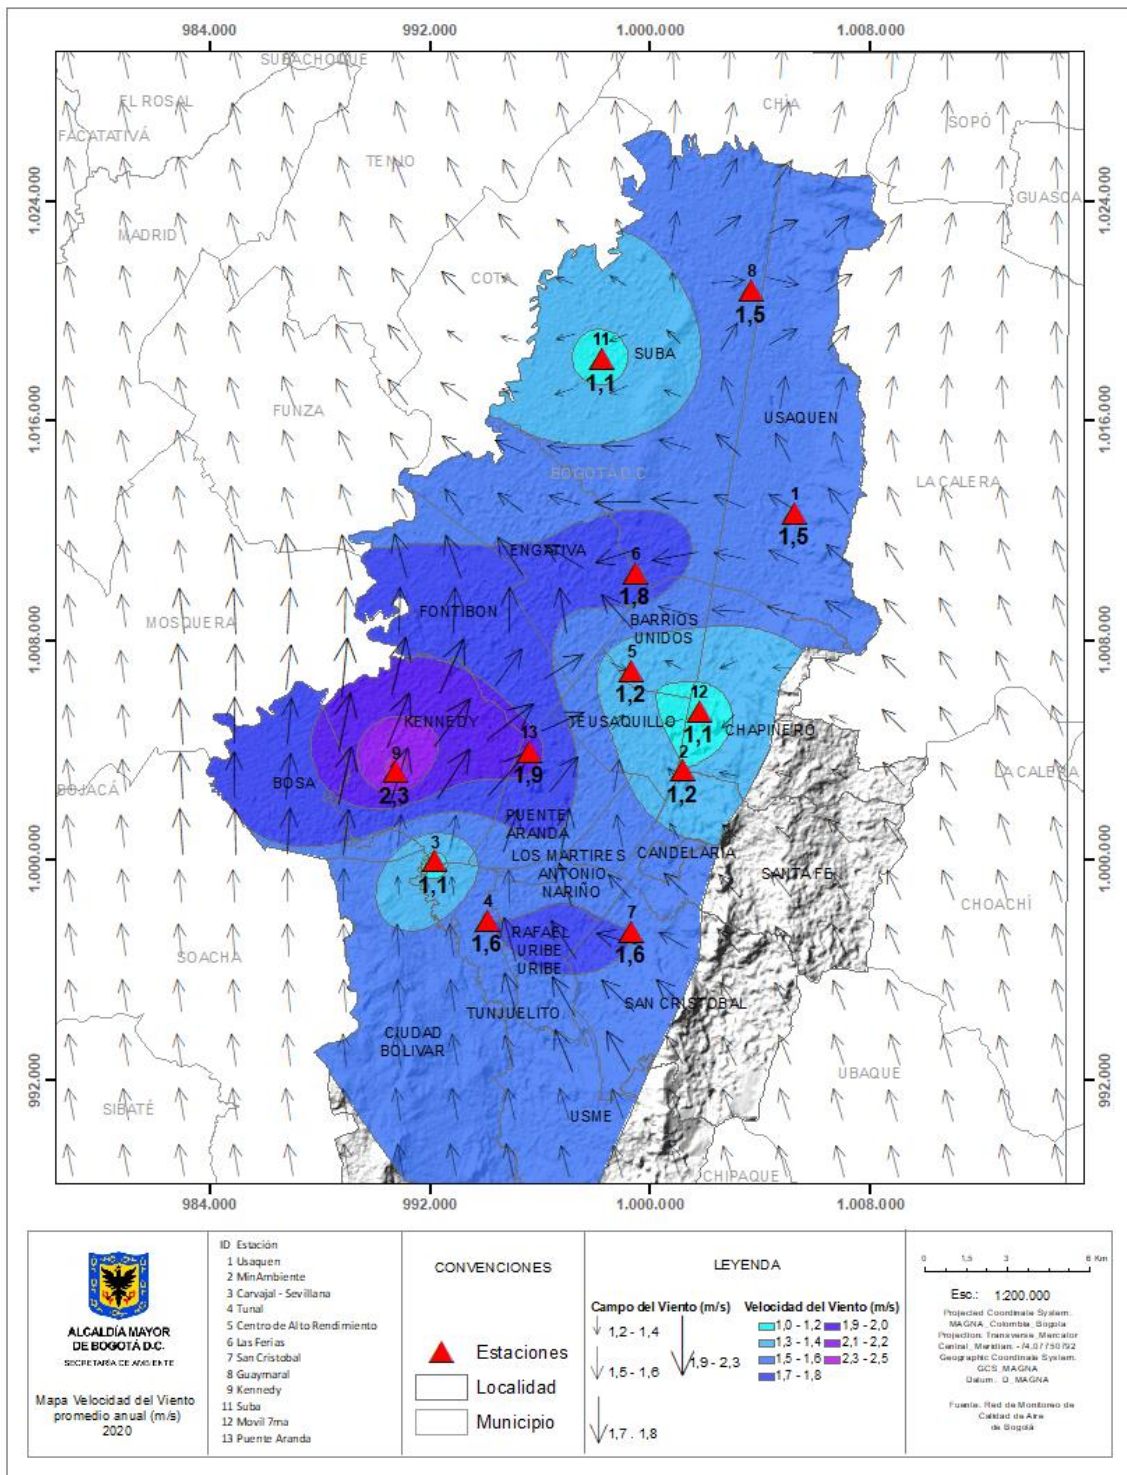 984.000 992.000 1.000.000 1.008.000
SUBACHOQUE
EL ROSAL
CHÍA
SOPÓ
FACATATIVÁ
TENJO
1.024.000
GUASCA
1.024.000
MADRID
COTA
8
1,5
11
SUBA
1,1
FUNZA
USAQUEN
1.016.000
1.016.000
BOGOTÁ D.C.
LA CALERA
1
1,5
ENGATIVA
6
1,8
FONTIBON
BARRIOS
UNIDOS
MOSQUERA
1.008.000
1.008.000
5
1,2
12
1,1
KENNEDY
TEUSAQUILLO
CHAPINERO
13
1,9
9
2,3
2
1,2
BOSA
BOJACÁ
LA CALERA
PUENTE
ARANDA
3
1,1
LOS MARTIRES
CANDELARIA
ANTONIO
NARIÑO
SANTA FE
1.000.000
1.000.000
CHOACHÍ
4
1,6
7
1,6
RAFAEL
URIBE
URIBE
SOACHA
SAN CRISTOBAL
TUNJUELITO
CIUDAD
BOLIVAR
UBAQUE
992.000
992.000
SIBATÉ
USME
CHIPAQUE
984.000 992.000 1.000.000 1.008.000
ALCALDÍA MAYOR
DE BOGOTÁ D.C.
SECRETARÍA DE AMBIENTE
Mapa Velocidad del Viento
promedio anual (m/s)
2020
ID Estación
1 Usaquen
2 MinAmbiente
3 Carvajal - Sevillana
4 Tunal
5 Centro de Alto Rendimiento
6 Las Ferias
7 San Cristobal
8 Guaymaral
9 Kennedy
11 Suba
12 Movil 7ma
13 Puente Aranda
CONVENCIONES
Estaciones
Localidad
Municipio
LEYENDA
Campo del Viento (m/s)
1,2 - 1,4
1,5 - 1,6
1,7 - 1,8
1,9 - 2,3
Velocidad del Viento (m/s)
1,0 - 1,2
1,3 - 1,4
1,5 - 1,6
1,7 - 1,8
1,9 - 2,0
2,1 - 2,2
2,3 - 2,5
0 1,5 3 6 Km
Esc.: 1:200.000
Projected Coordinate System:
MAGNA_Colombia_Bogota
Projection: Transverse_Mercator
Central_Meridian: -74,07750792
Geographic Coordinate System:
GCS_MAGNA
Datum: D_MAGNA
Fuente: Red de Monitoreo de
Calidad de Aire
de Bogotá